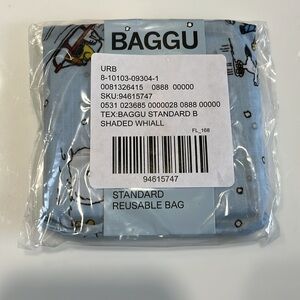 BAGGU
URB
8-10103-09304-1
0081326415 0888 00000
SKU:94615747
0531 023685 0000028 0888 00000
TEX:BAGGU STANDARD B
SHADED WHIALL
FL_168
94615747
STANDARD
REUSABLE BAG